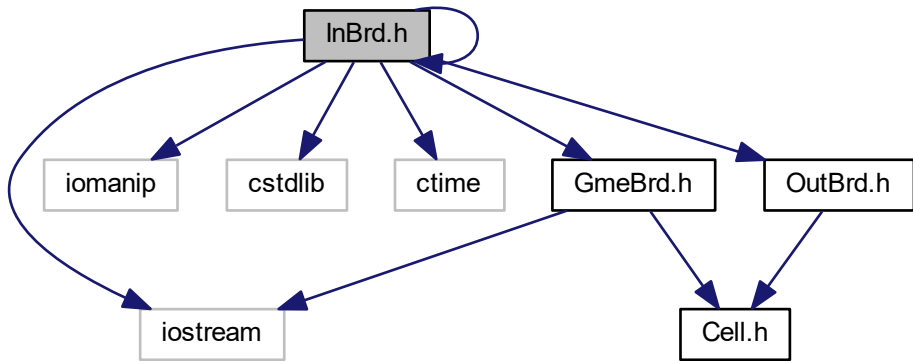 InBrd.h
iomanip
cstdlib
ctime
GmeBrd.h
OutBrd.h
iostream
Cell.h